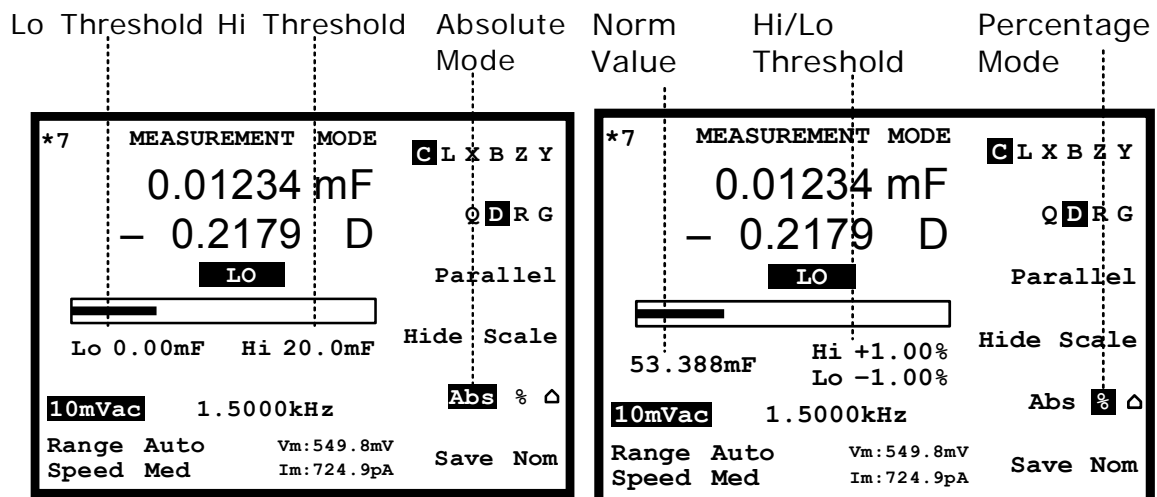 Lo Threshold Hi Threshold Absolute Mode
*7 MEASUREMENT MODE
C L X B Z Y
0.01234 mF
Q D R G
– 0.2179 D
LO
Parallel
Hide Scale
Lo 0.00mF Hi 20.0mF
Abs % ⌂
10mVac 1.5000kHz
Range Auto Vm:549.8mV
Speed Med Im:724.9pA
Save Nom
Norm Value
Hi/Lo Threshold
Percentage Mode
*7 MEASUREMENT MODE
C L X B Z Y
0.01234 mF
Q D R G
– 0.2179 D
LO
Parallel
Hide Scale
53.388mF
Hi +1.00%
Lo –1.00%
Abs % ⌂
10mVac 1.5000kHz
Range Auto Vm:549.8mV
Speed Med Im:724.9pA
Save Nom